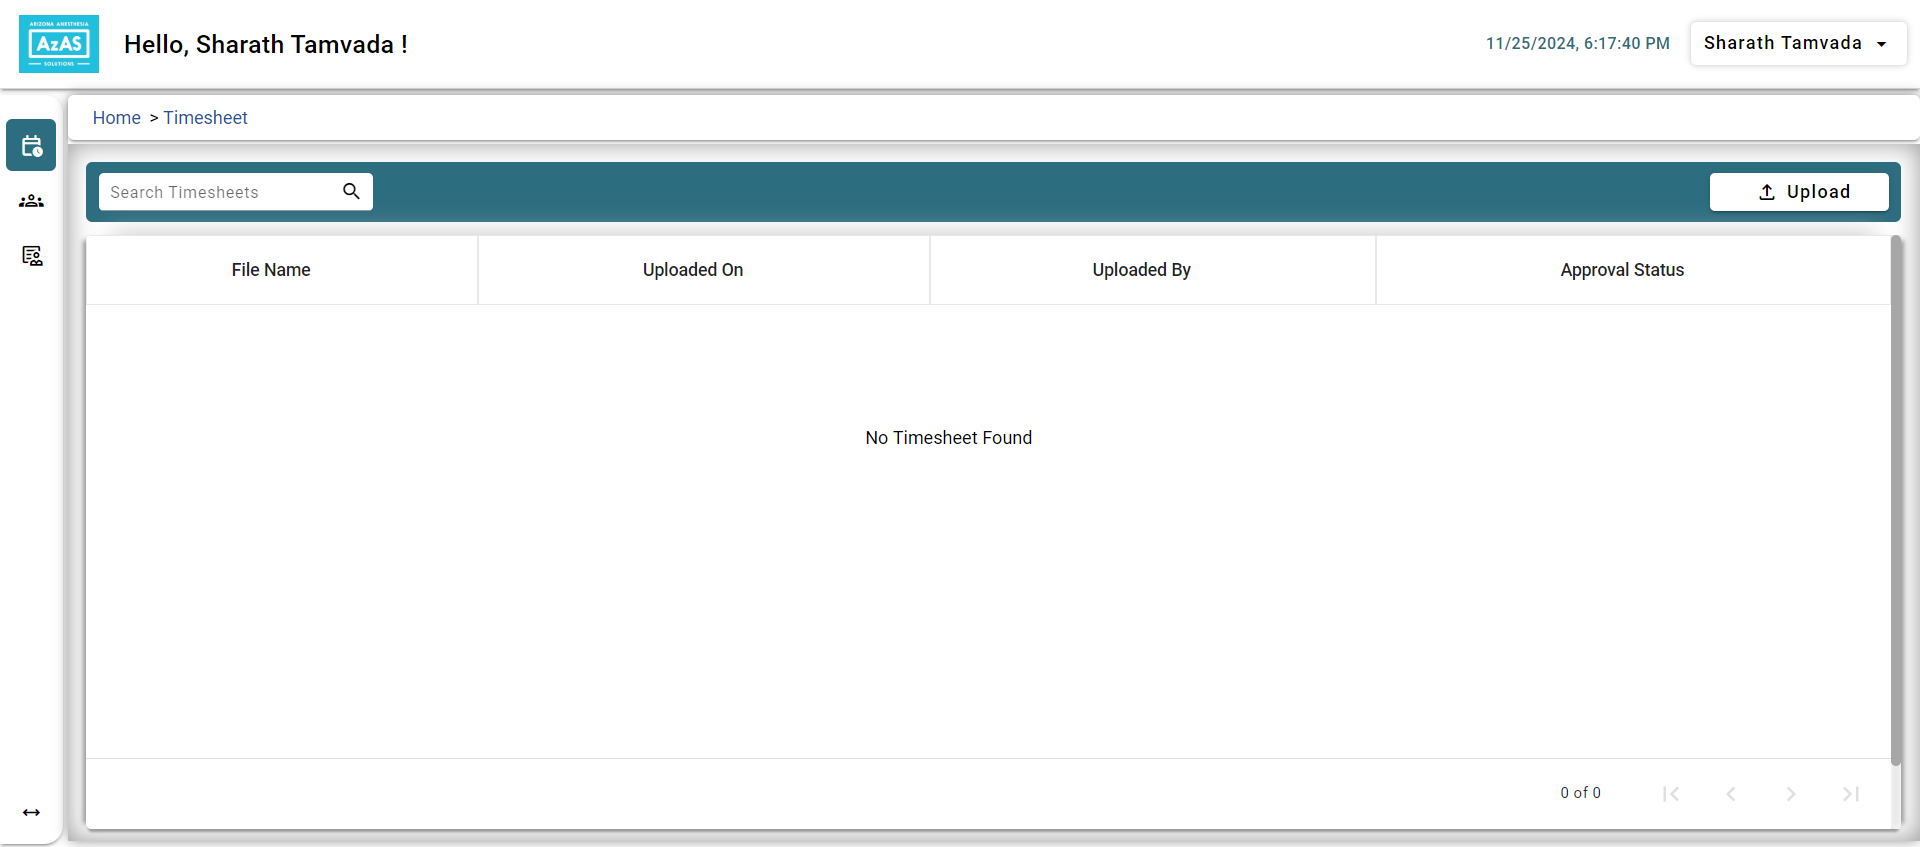 ARIZONA ANESTHESIA
AzAS
SOLUTIONS
Hello, Sharath Tamvada !
11/25/2024, 6:17:40 PM
Sharath Tamvada
Home > Timesheet
Search Timesheets
Upload
File Name
Uploaded On
Uploaded By
Approval Status
No Timesheet Found
0 of 0